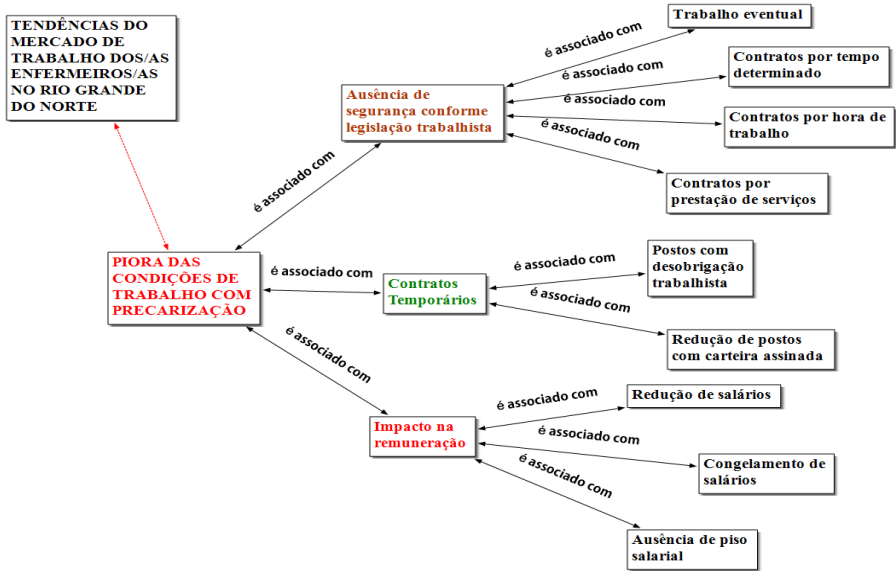 TENDÊNCIAS DO
MERCADO DE
TRABALHO DOS/AS
ENFERMEIROS/AS
NO RIO GRANDE
DO NORTE
PIORA DAS
CONDIÇÕES DE
TRABALHO COM
PRECARIZAÇÃO
é associado com
Ausência de
segurança conforme
legislação trabalhista
é associado com
Trabalho eventual
é associado com
Contratos por tempo
determinado
é associado com
Contratos por hora de
trabalho
é associado com
Contratos por
prestação de serviços
é associado com
Contratos
Temporários
é associado com
Postos com
desobrigação
trabalhista
é associado com
Redução de postos
com carteira assinada
é associado com
Impacto na
remuneração
é associado com
Redução de salários
é associado com
Congelamento de
salários
é associado com
Ausência de piso
salarial